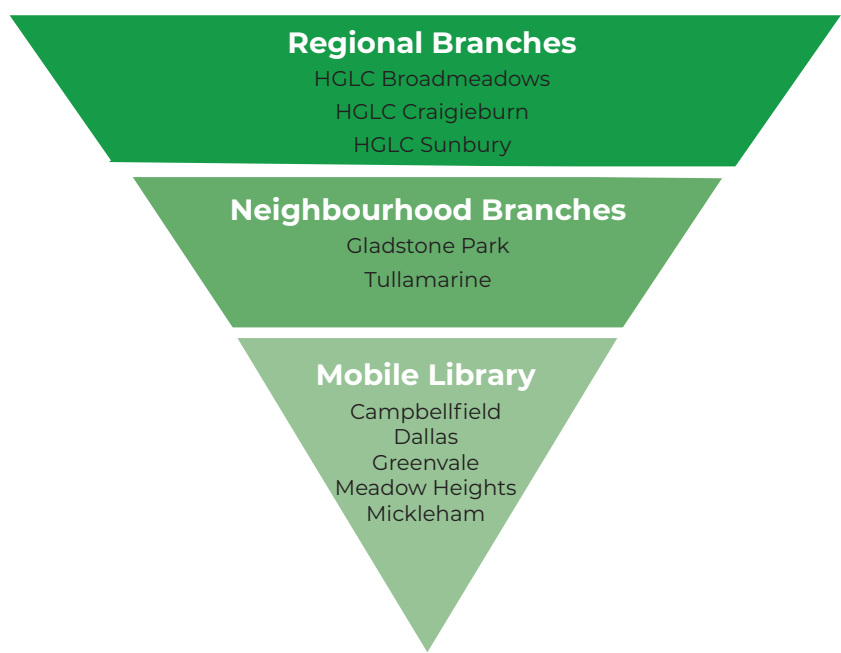 Regional Branches
HGLC Broadmeadows
HGLC Craigieburn
HGLC Sunbury
Neighbourhood Branches
Gladstone Park
Tullamarine
Mobile Library
Campbellfield
Dallas
Greenvale
Meadow Heights
Mickleham